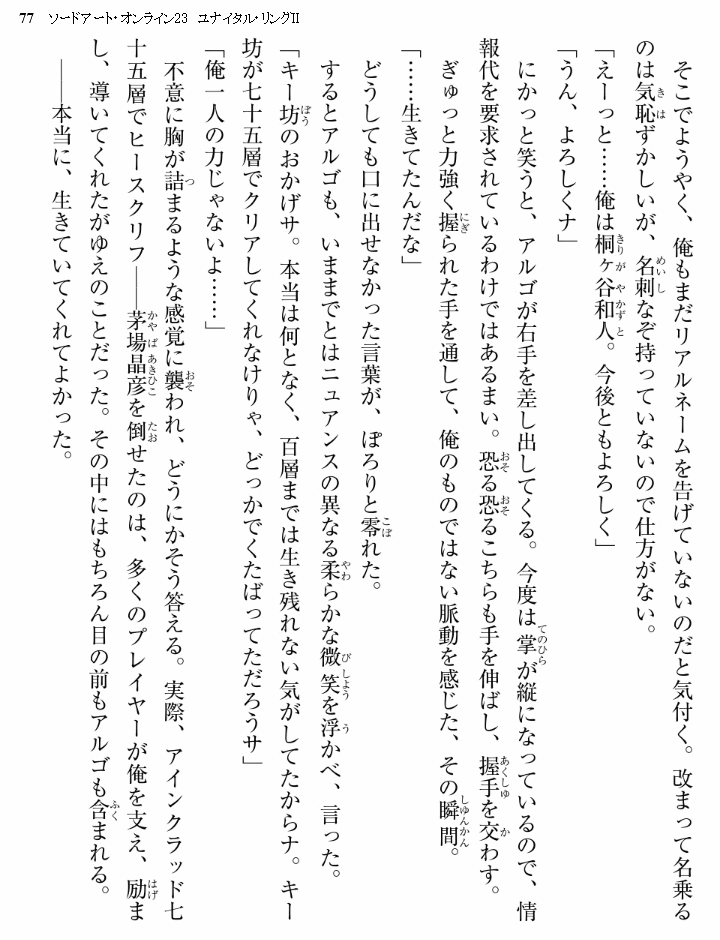 77 ソードアート・オンライン23 ユナイタル・リングⅡ
そこでようやく、俺もまだリアルネームを告げていないのだと気付く。改まって名乗る
のは気恥ずかしいが、名刺なぞ持っていないので仕方がない。
「えーっと……俺は桐ヶ谷和人。今後ともよろしく」
「うん、よろしくナ」
にかっと笑うと、アルゴが右手を差し出してくる。今度は掌が縦になっているので、情
報代を要求されているわけではあるまい。恐る恐るこちらも手を伸ばし、握手を交わす。
ぎゅっと力強く握られた手を通して、俺のものではない脈動を感じた、その瞬間。
「……生きてたんだな」
どうしても口に出せなかった言葉が、ぽろりと零れた。
するとアルゴも、いままでとはニュアンスの異なる柔らかな微笑を浮かべ、言った。
「キー坊のおかげサ。本当は何となく、百層までは生き残れない気がしてたからナ。キー
坊が七十五層でクリアしてくれなけりゃ、どっかでくたばってただろうサ」
「俺一人の力じゃないよ……」
不意に胸が詰まるような感覚に襲われ、どうにかそう答える。実際、アインクラッド七
十五層でヒースクリフ――茅場晶彦を倒せたのは、多くのプレイヤーが俺を支え、励ま
し、導いてくれたがゆえのことだった。その中にはもちろん目の前もアルゴも含まれる。
――本当に、生きていてくれてよかった。